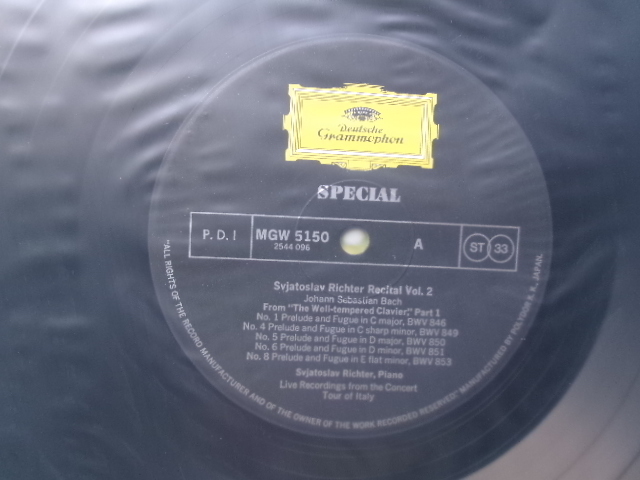 Deutsche
Grammophon
SPECIAL
P. D. I
MGW 5150
2544 096
A
ST 33
Svjatoslav Richter Recital Vol. 2
Johann Sebastian Bach
From "The Well-tempered Clavier," Part 1
No. 1 Prelude and Fugue in C major, BWV 846
No. 4 Prelude and Fugue in C sharp minor, BWV 849
No. 5 Prelude and Fugue in D major, BWV 850
No. 6 Prelude and Fugue in D minor, BWV 851
No. 8 Prelude and Fugue in E flat minor, BWV 853
Svjatoslav Richter, Piano
Live Recordings from the Concert
Tour of Italy
"ALL RIGHTS OF THE RECORD MANUFACTURER AND OF THE OWNER OF THE WORK RECORDED RESERVED" MANUFACTURED BY POLYDOR K. K., JAPAN.